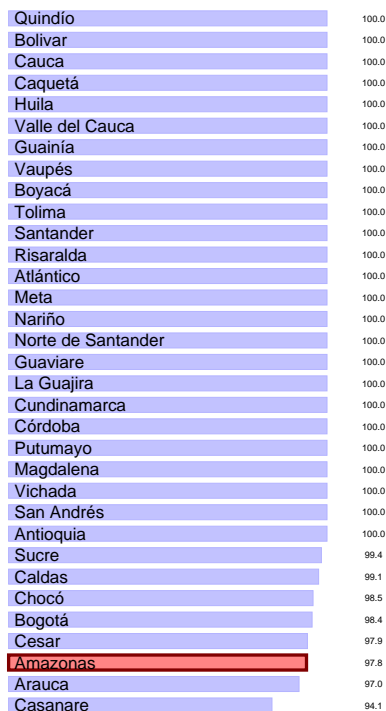 Quindío 100.0
Bolivar 100.0
Cauca 100.0
Caquetá 100.0
Huila 100.0
Valle del Cauca 100.0
Guainía 100.0
Vaupés 100.0
Boyacá 100.0
Tolima 100.0
Santander 100.0
Risaralda 100.0
Atlántico 100.0
Meta 100.0
Nariño 100.0
Norte de Santander 100.0
Guaviare 100.0
La Guajira 100.0
Cundinamarca 100.0
Córdoba 100.0
Putumayo 100.0
Magdalena 100.0
Vichada 100.0
San Andrés 100.0
Antioquia 100.0
Sucre 99.4
Caldas 99.1
Chocó 98.5
Bogotá 98.4
Cesar 97.9
Amazonas 97.8
Arauca 97.0
Casanare 94.1